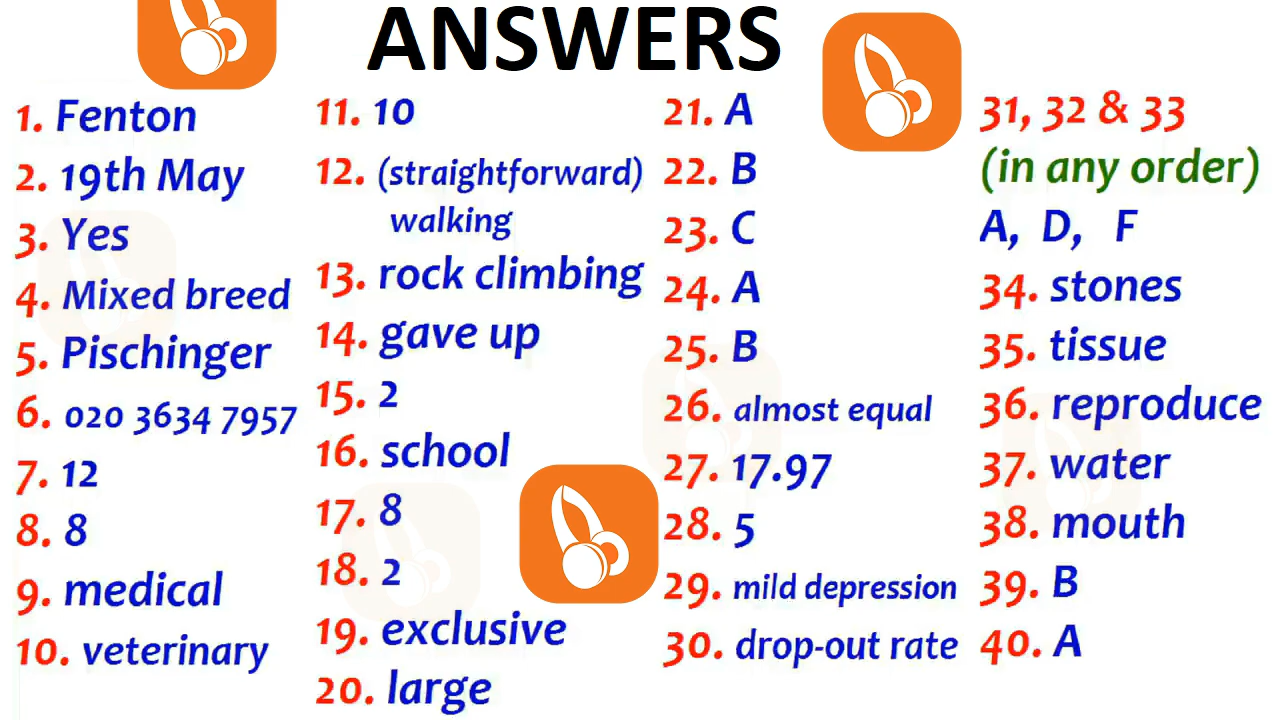 ANSWERS
1. Fenton
2. 19th May
3. Yes
4. Mixed breed
5. Pischinger
6. 020 3634 7957
7. 12
8. 8
9. medical
10. veterinary
11. 10
12. (straightforward)
walking
13. rock climbing
14. gave up
15. 2
16. school
17. 8
18. 2
19. exclusive
20. large
21. A
22. B
23. C
24. A
25. B
26. almost equal
27. 17.97
28. 5
29. mild depression
30. drop-out rate
31, 32 & 33
(in any order)
A, D, F
34. stones
35. tissue
36. reproduce
37. water
38. mouth
39. B
40. A